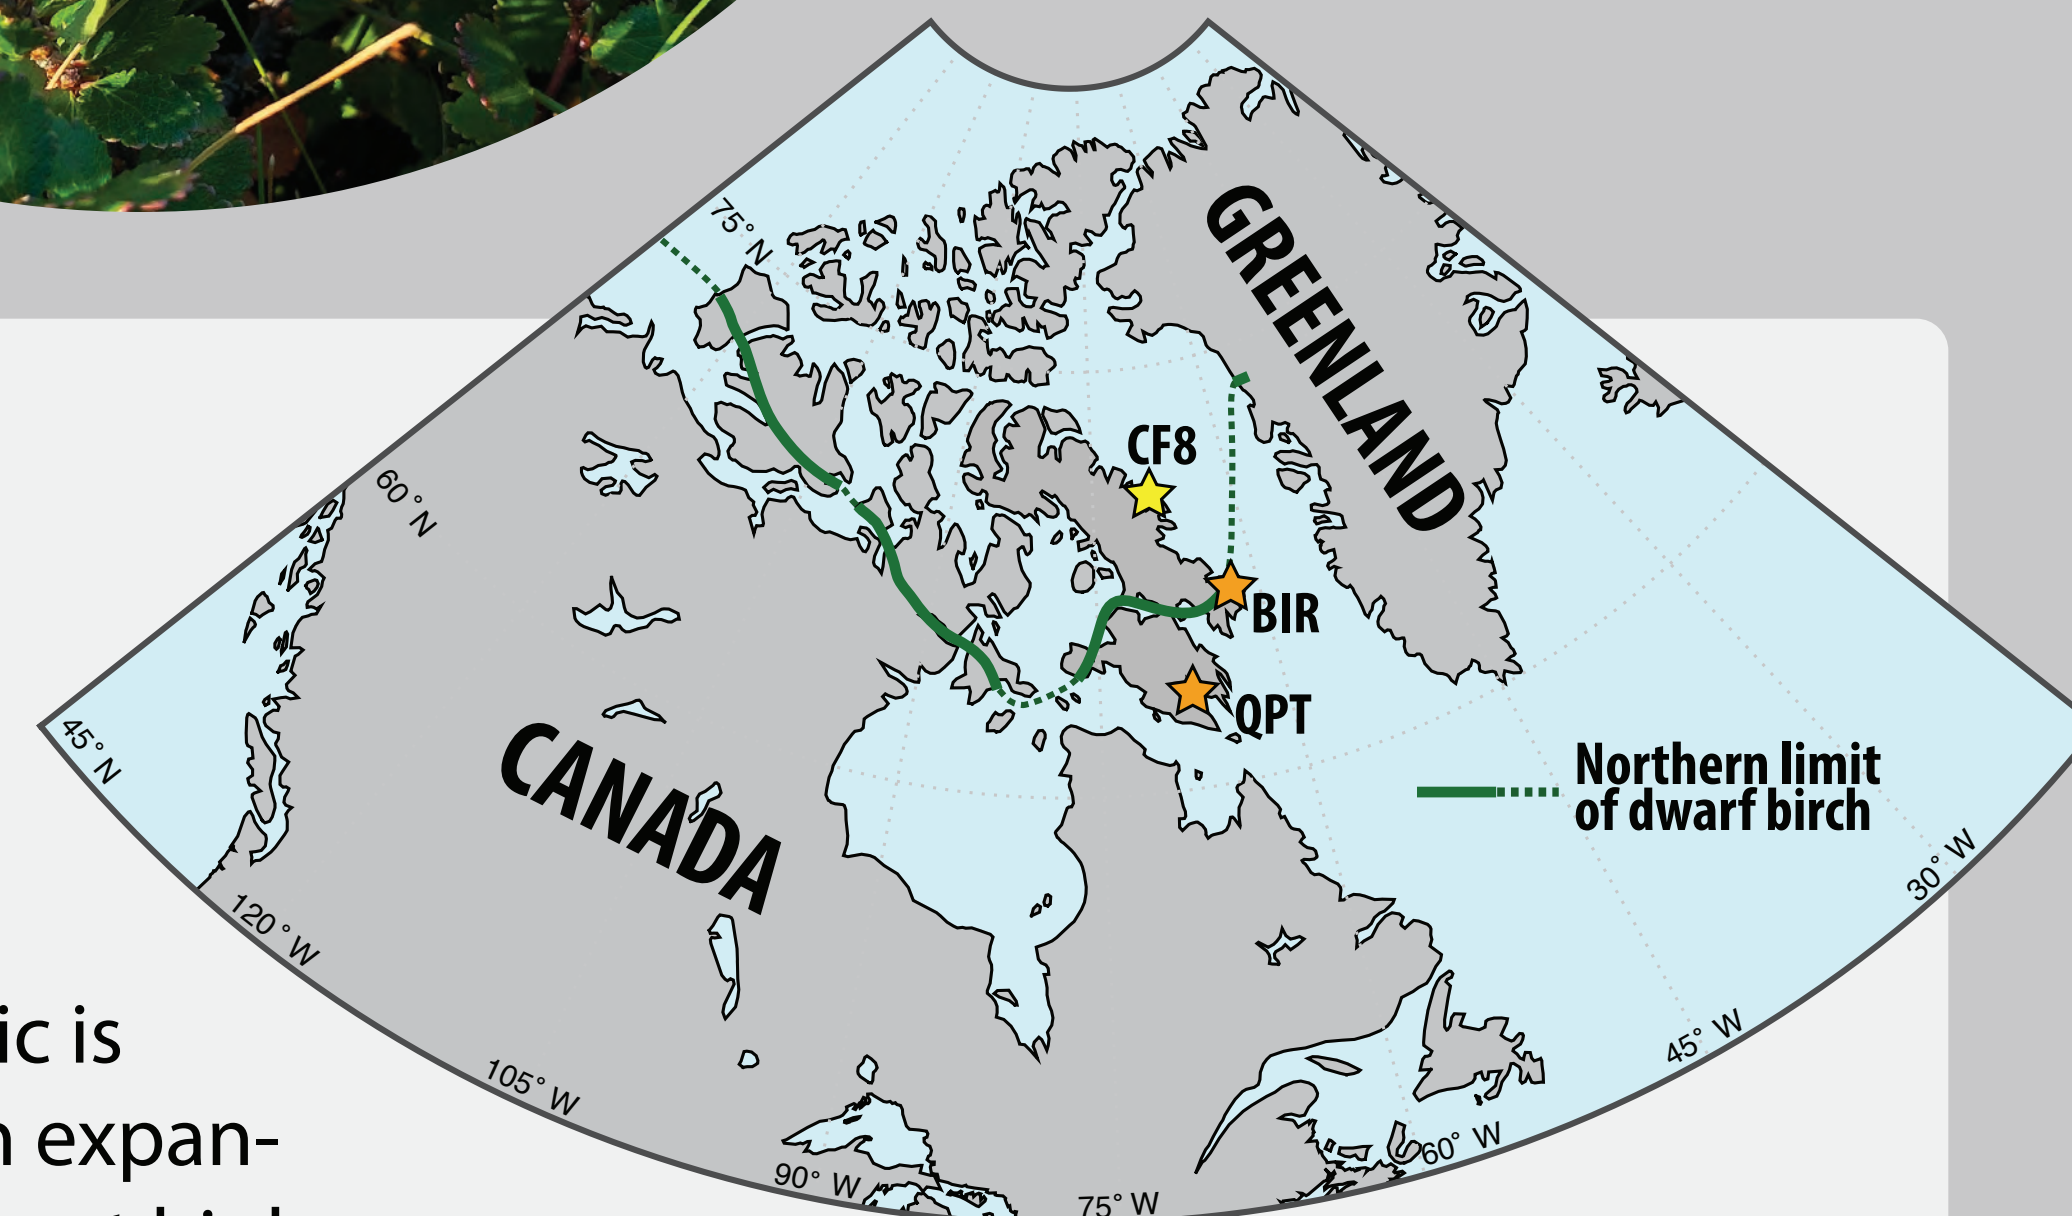 75° N
GREENLAND
60° N
CF8
BIR
QPT
45° N
CANADA
Northern limit
of dwarf birch
30° W
120° W
45° W
105° W
60° W
90° W
75° W
ic is
expan-